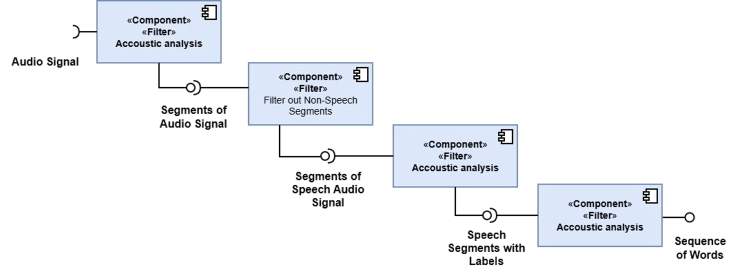 «Component»
«Filter»
Accoustic analysis
Audio Signal
«Component»
«Filter»
Filter out Non-Speech
Segments
Segments of
Audio Signal
«Component»
«Filter»
Accoustic analysis
Segments of
Speech Audio
Signal
«Component»
«Filter»
Accoustic analysis
Speech
Segments with
Labels
Sequence
of Words